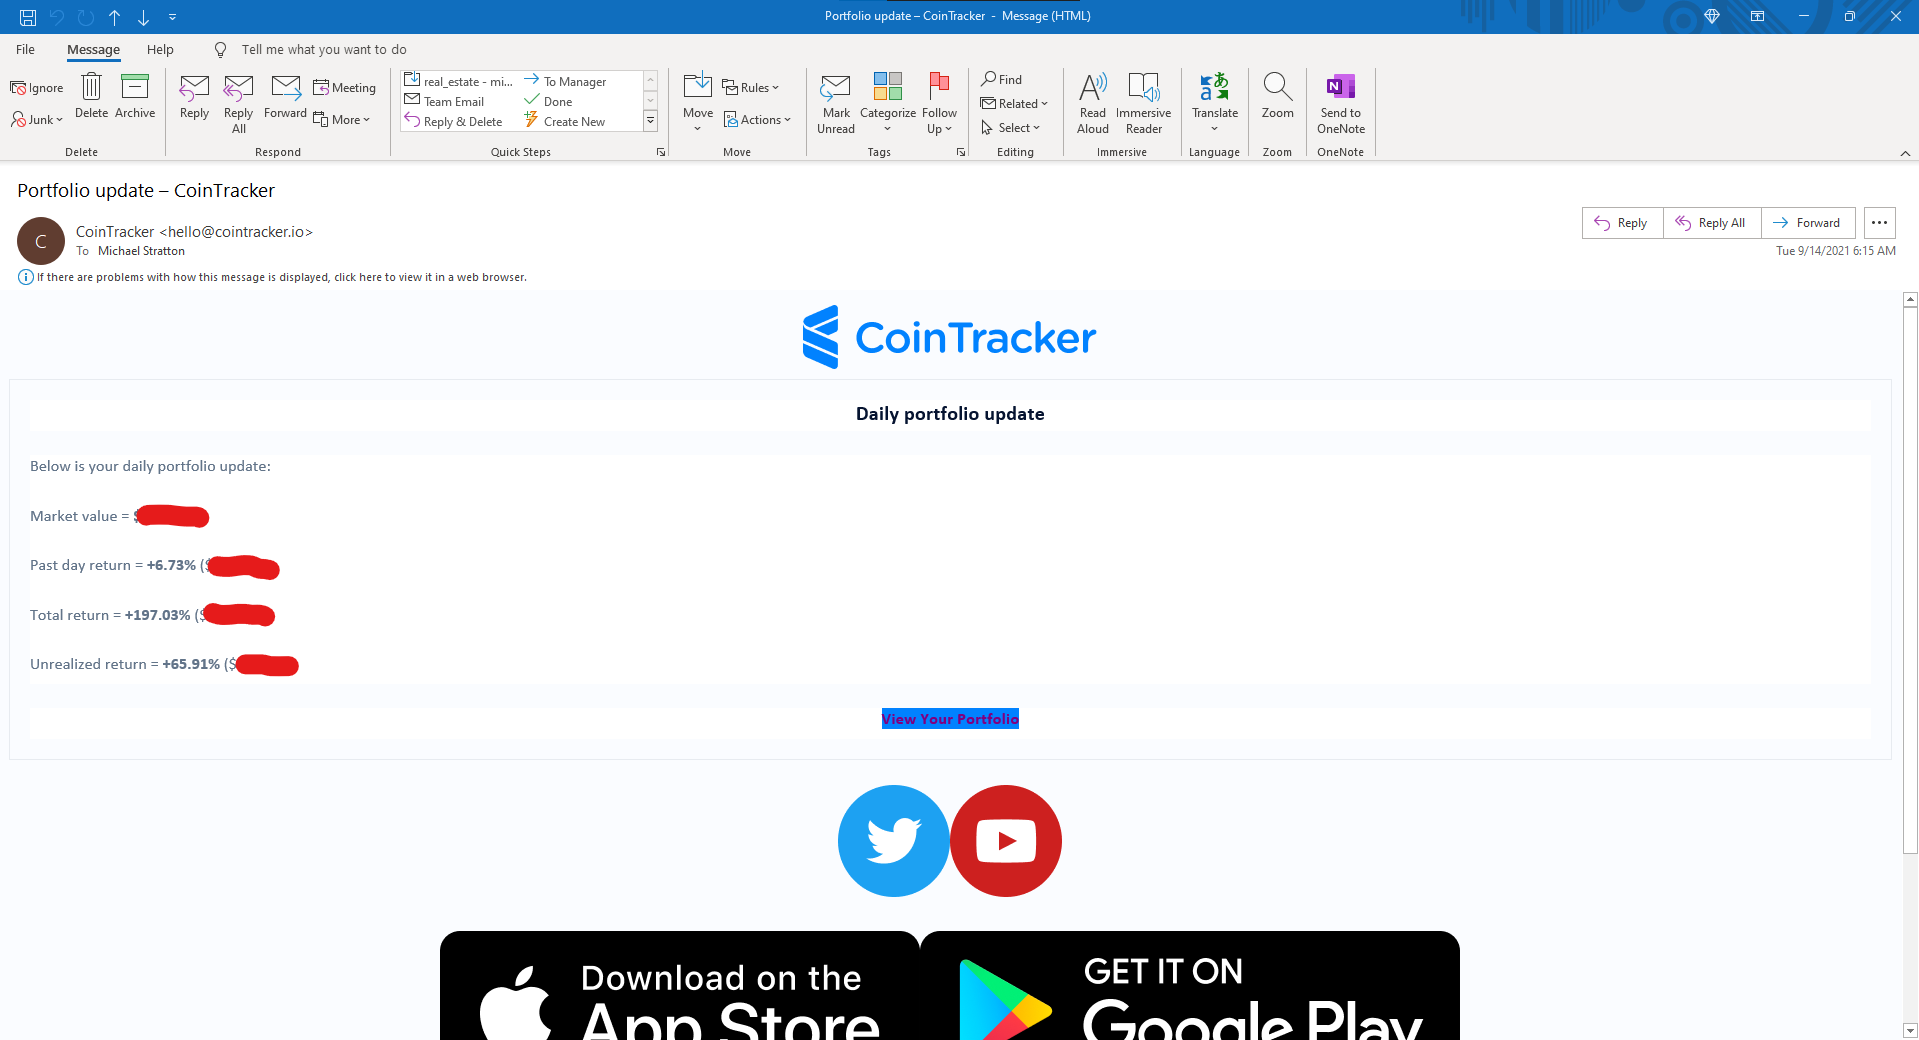 Portfolio update – CoinTracker - Message (HTML)
File Message Help Tell me what you want to do
Ignore
Junk
Delete
Archive
Delete
Reply
Reply All
Forward
Meeting
More
Respond
real_estate - mi...
Team Email
Reply & Delete
To Manager
Done
Create New
Quick Steps
Move
Rules
Actions
Move
Mark Unread
Categorize
Follow Up
Tags
Find
Related
Select
Editing
Read Aloud
Immersive Reader
Immersive
Translate
Language
Zoom
Zoom
Send to OneNote
OneNote
Portfolio update – CoinTracker
C
CoinTracker <hello@cointracker.io>
To Michael Stratton
Reply Reply All Forward
Tue 9/14/2021 6:15 AM
If there are problems with how this message is displayed, click here to view it in a web browser.
CoinTracker
Daily portfolio update
Below is your daily portfolio update:
Market value = $
Past day return = +6.73% ($
Total return = +197.03% ($
Unrealized return = +65.91% ($
View Your Portfolio
Download on the
App Store
GET IT ON
Google Play